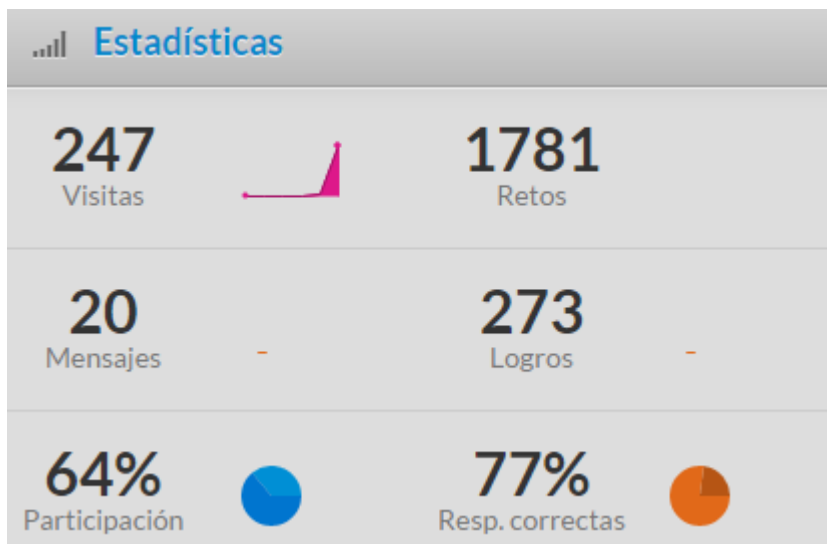 Estadísticas
247 1781
Visitas Retos
20 273
Mensajes Logros
64% 77%
Participación Resp. correctas